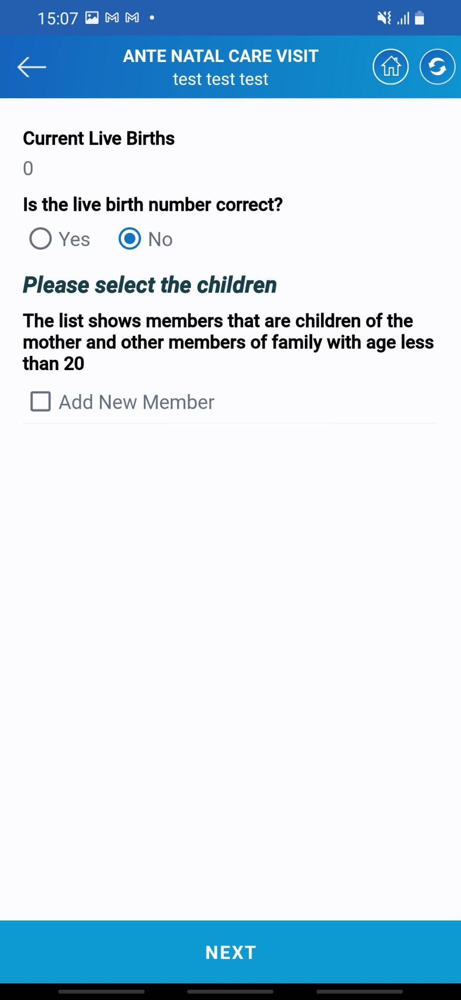 15:07
ANTE NATAL CARE VISIT
test test test
Current Live Births
0
Is the live birth number correct?
Yes No
Please select the children
The list shows members that are children of the
mother and other members of family with age less
than 20
Add New Member
NEXT